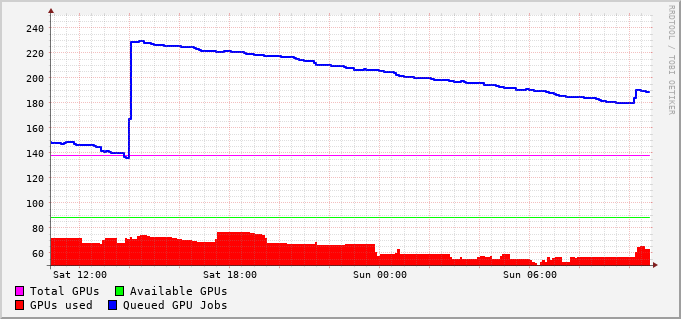 RRDTOOL / TOBI OETIKER
240
220
200
180
160
140
120
100
80
60
Sat 12:00 Sat 18:00 Sun 00:00 Sun 06:00
Total GPUs Available GPUs
GPUs used Queued GPU Jobs